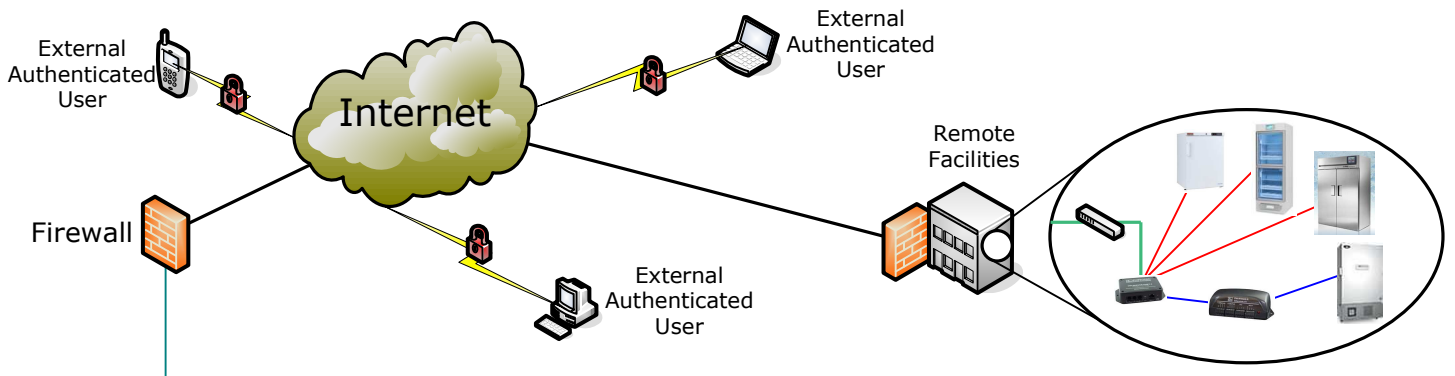 External
Authenticated
User
Internet
External
Authenticated
User
Remote
Facilities
Firewall
External
Authenticated
User